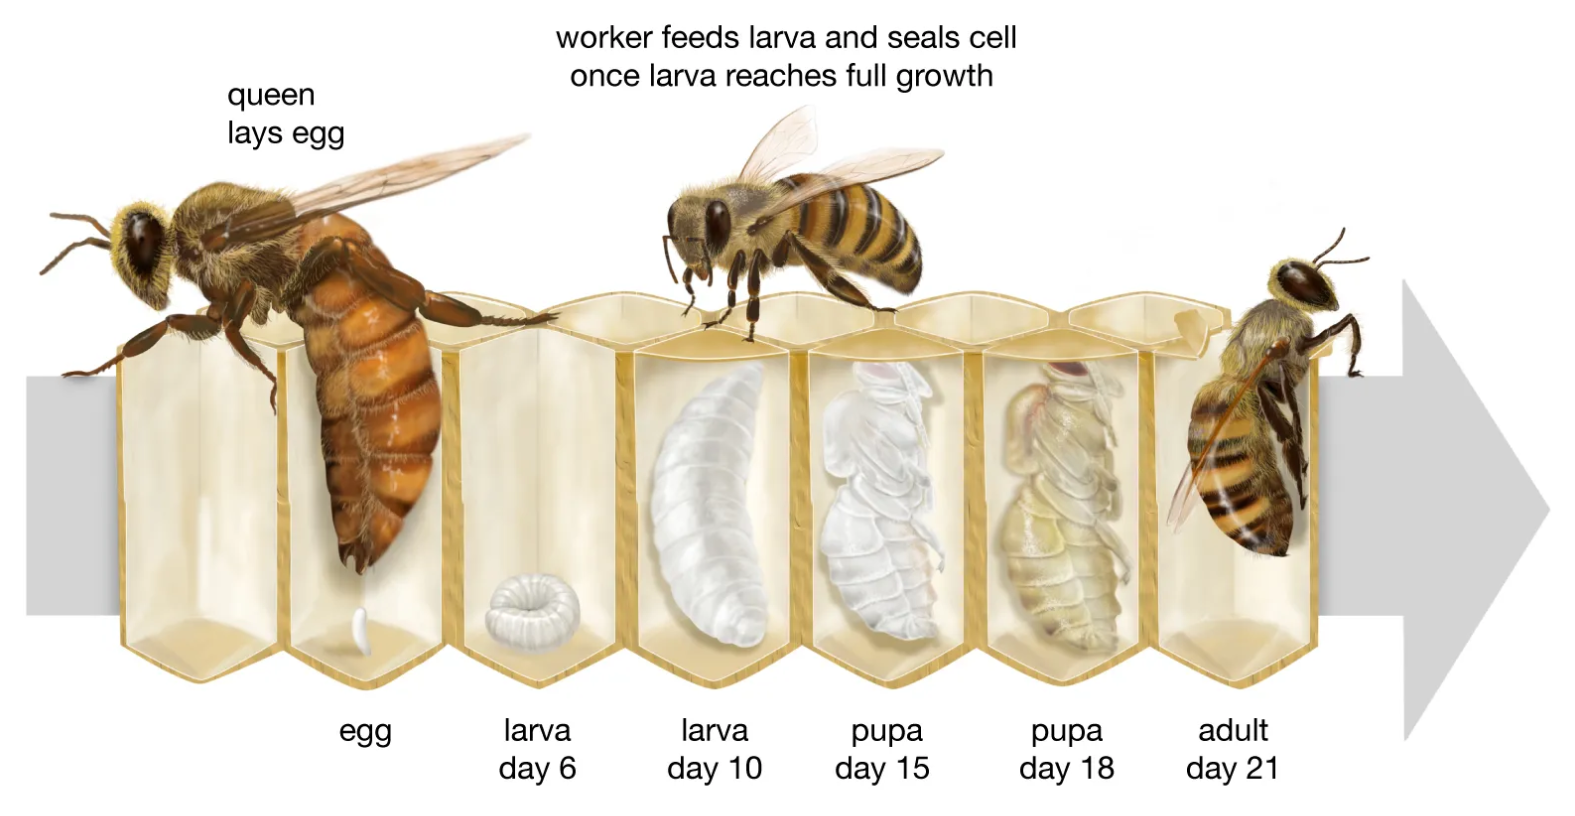 worker feeds larva and seals cell
once larva reaches full growth
queen
lays egg
egg
larva
day 6
larva
day 10
pupa
day 15
pupa
day 18
adult
day 21